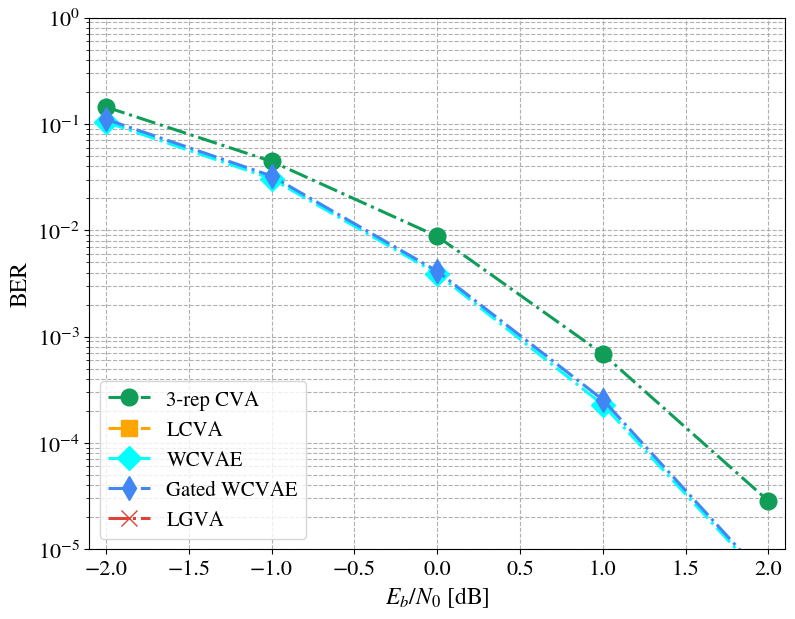 10⁰
10⁻¹
10⁻²
10⁻³
10⁻⁴
10⁻⁵
BER
3-rep CVA
LCVA
WCVAE
Gated WCVAE
LGVA
−2.0 −1.5 −1.0 −0.5 0.0 0.5 1.0 1.5 2.0
E_b/N_0 [dB]